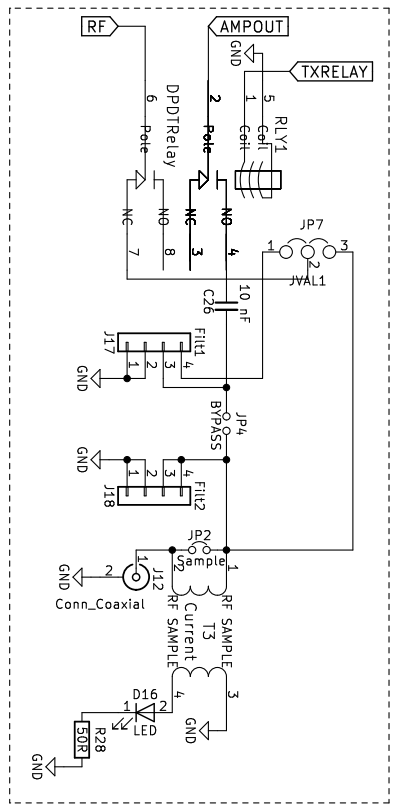 RF
AMPOUT
GND
TXRELAY
6
2
1
5
Pole
Pole
Coil
Coil
DPDTRelay
RLY1
NC
NO
NC
NO
7
8
3
4
JP7
1
2
3
JVAL1
10 nF
C26
J17
Filt1
1
2
3
4
GND
JP4
BYPASS
GND
1
2
3
4
J18
Filt2
JP2
Sample
1
2
GND
J12
Conn_Coaxial
2
1
RF SAMPLE
Current
T3
RF SAMPLE
4
3
D16
1
2
LED
GND
R28
50R
GND